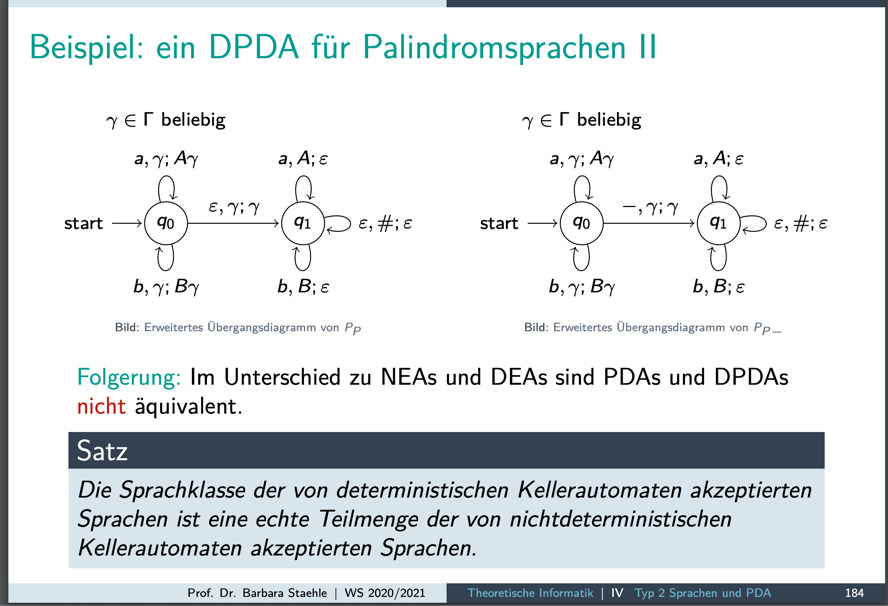 Beispiel: ein DPDA für Palindromsprachen II
γ ∈ Γ beliebig
a, γ; Aγ
a, A; ε
start
q0
ε, γ; γ
q1
ε, #; ε
b, γ; Bγ
b, B; ε
Bild: Erweitertes Übergangsdiagramm von PP
γ ∈ Γ beliebig
a, γ; Aγ
a, A; ε
start
q0
−, γ; γ
q1
ε, #; ε
b, γ; Bγ
b, B; ε
Bild: Erweitertes Übergangsdiagramm von PP−
Folgerung: Im Unterschied zu NEAs und DEAs sind PDAs und DPDAs
nicht äquivalent.
Satz
Die Sprachklasse der von deterministischen Kellerautomaten akzeptierten
Sprachen ist eine echte Teilmenge der von nichtdeterministischen
Kellerautomaten akzeptierten Sprachen.
Prof. Dr. Barbara Staehle | WS 2020/2021
Theoretische Informatik | IV Typ 2 Sprachen und PDA
184